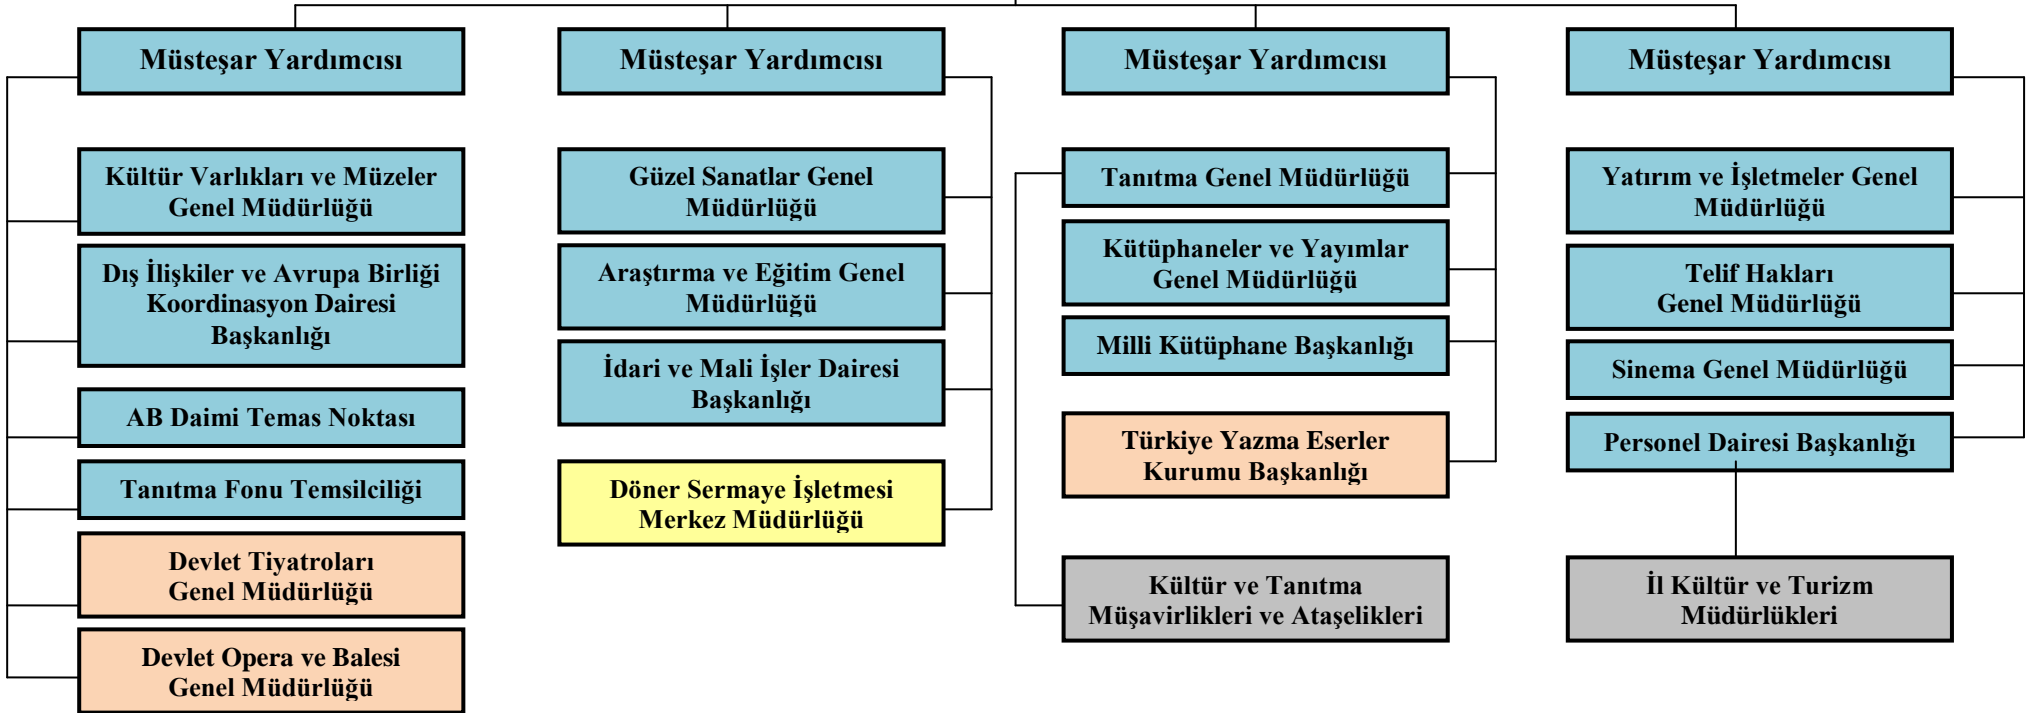 Müsteşar Yardımcısı
Kültür Varlıkları ve Müzeler
Genel Müdürlüğü
Dış İlişkiler ve Avrupa Birliği
Koordinasyon Dairesi
Başkanlığı
AB Daimi Temas Noktası
Tanıtma Fonu Temsilciliği
Devlet Tiyatroları
Genel Müdürlüğü
Devlet Opera ve Balesi
Genel Müdürlüğü
Müsteşar Yardımcısı
Güzel Sanatlar Genel
Müdürlüğü
Araştırma ve Eğitim Genel
Müdürlüğü
İdari ve Mali İşler Dairesi
Başkanlığı
Döner Sermaye İşletmesi
Merkez Müdürlüğü
Müsteşar Yardımcısı
Tanıtma Genel Müdürlüğü
Kütüphaneler ve Yayımlar
Genel Müdürlüğü
Milli Kütüphane Başkanlığı
Türkiye Yazma Eserler
Kurumu Başkanlığı
Kültür ve Tanıtma
Müşavirlikleri ve Ataşelikleri
Müsteşar Yardımcısı
Yatırım ve İşletmeler Genel
Müdürlüğü
Telif Hakları
Genel Müdürlüğü
Sinema Genel Müdürlüğü
Personel Dairesi Başkanlığı
İl Kültür ve Turizm
Müdürlükleri